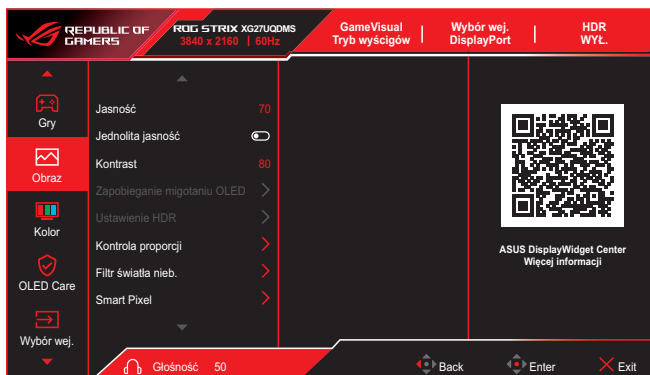 REPUBLIC OF
GAMERS
ROG STRIX XG27UQDMS
3840 x 2160 | 60Hz
GameVisual
Tryb wyścigów
Wybór wej.
DisplayPort
HDR
WYŁ.
Gry
Obraz
Kolor
OLED Care
Wybór wej.
Jasność 70
Jednolita jasność
Kontrast 80
Zapobieganie migotaniu OLED
Ustawienie HDR
Kontrola proporcji
Filtr światła nieb.
Smart Pixel
ASUS DisplayWidget Center
Więcej informacji
Głośność 50
Back
Enter
Exit